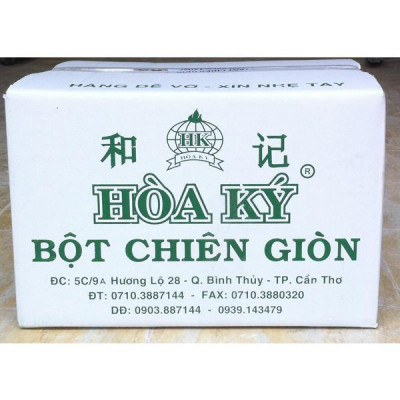 HÀNG DỄ VỠ - XIN NHẸ TAY
HK
HÒA KÝ
和 记
HÒA KÝ ®
BỘT CHIÊN GIÒN
ĐC: 5C/9A Hương Lộ 28 - Q. Bình Thủy - TP. Cần Thơ
ĐT: 0710.3887144 - FAX: 0710.3880320
DĐ: 0903.887144 - 0939.143479